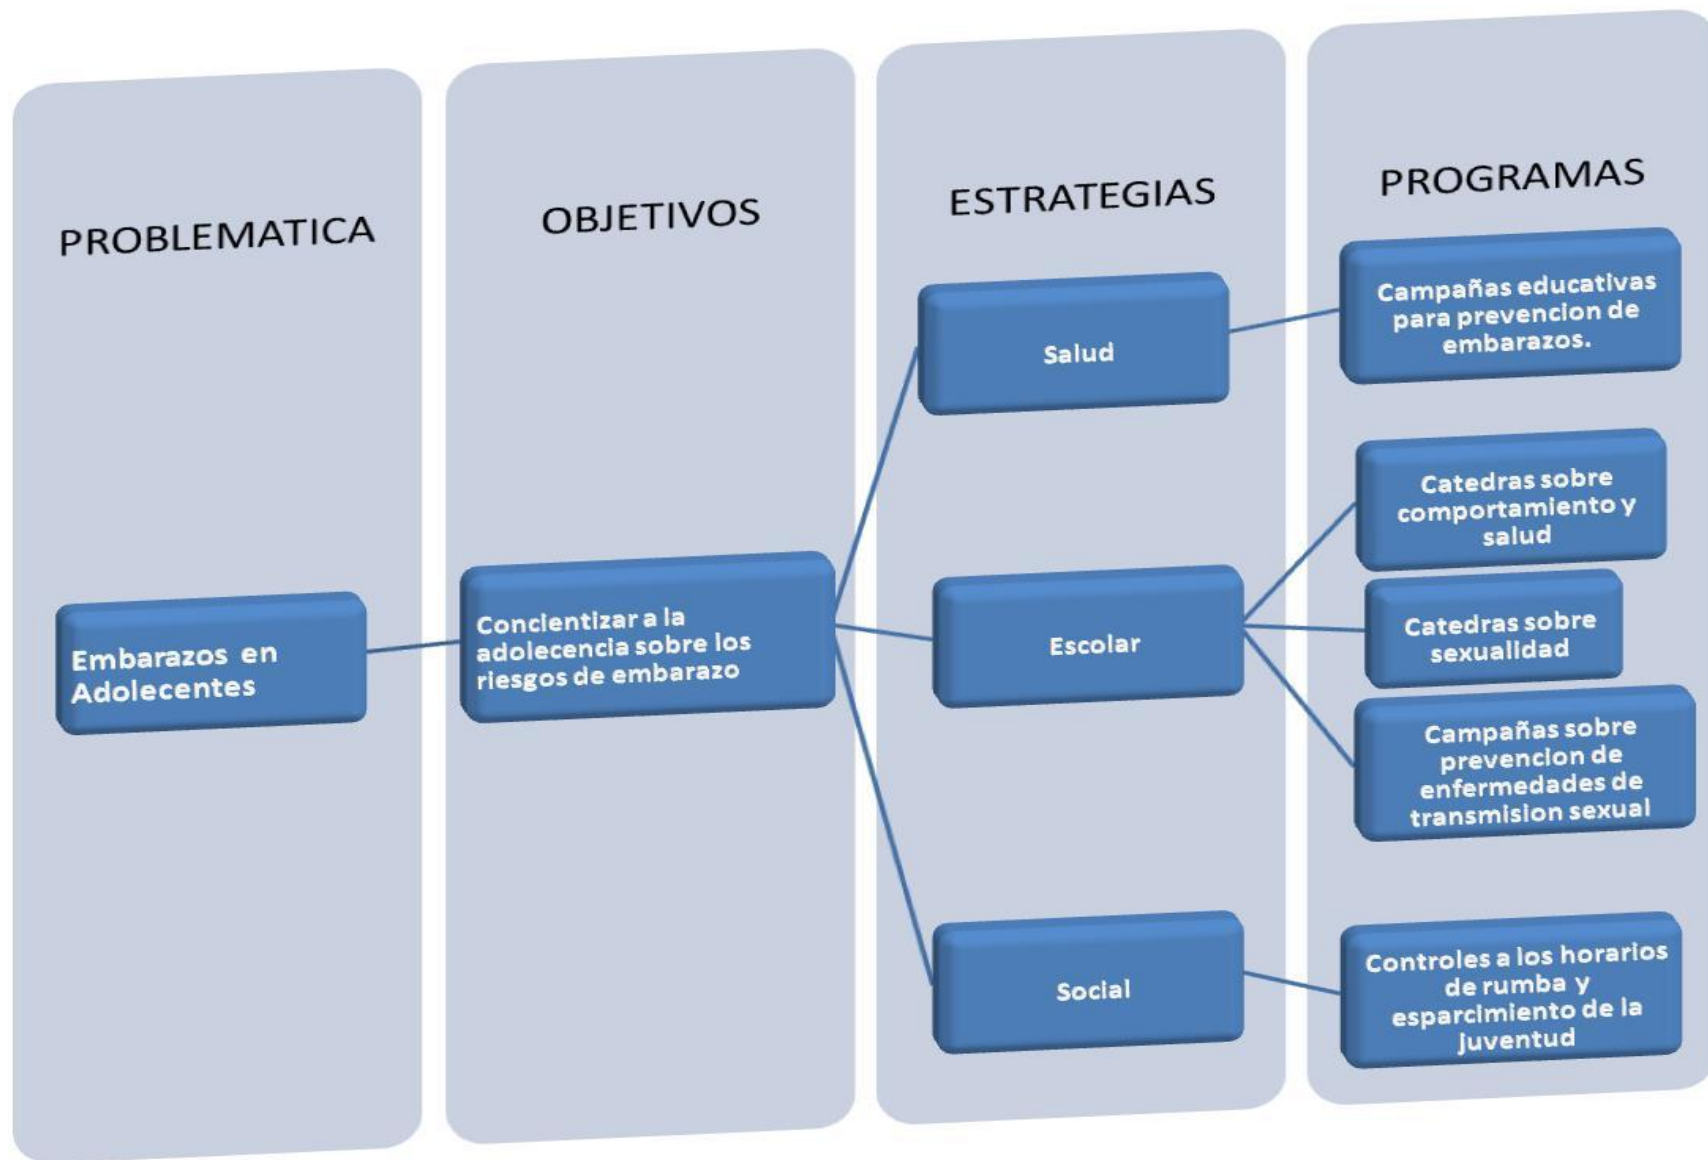 PROBLEMATICA
OBJETIVOS
ESTRATEGIAS
PROGRAMAS
Embarazos en
Adolecentes
Concientizar a la
adolecencia sobre los
riesgos de embarazo
Salud
Escolar
Social
Campañas educativas
para prevencion de
embarazos.
Catedras sobre
comportamiento y
salud
Catedras sobre
sexualidad
Campañas sobre
prevencion de
enfermedades de
transmision sexual
Controles a los horarios
de rumba y
esparcimiento de la
juventud